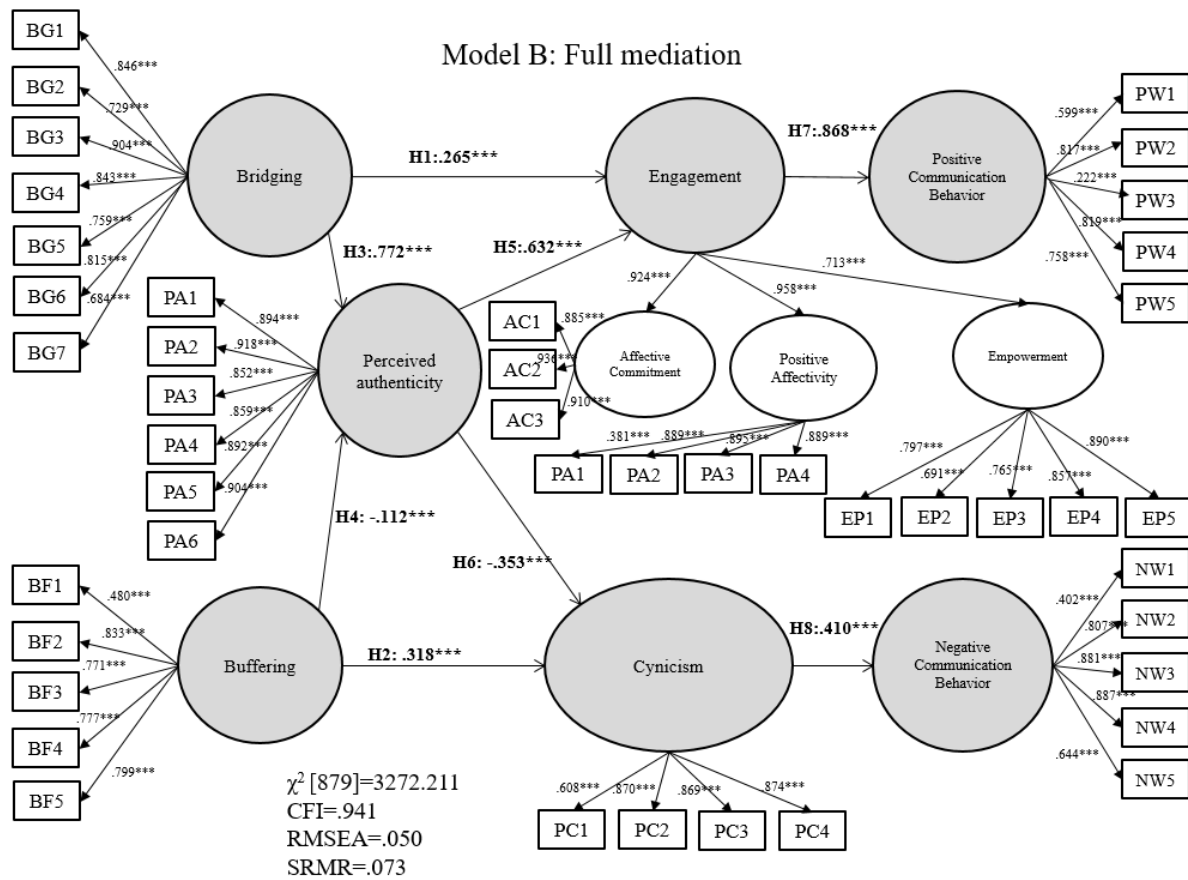 Model B: Full mediation
BG1
BG2
BG3
BG4
BG5
BG6
BG7
.846***
.729***
.904***
.843***
.759***
.815***
.684***
Bridging
H1:.265***
Engagement
H7:.868***
Positive
Communication
Behavior
.599***
.817***
.222***
.819***
.758***
PW1
PW2
PW3
PW4
PW5
H3:.772***
H5:.632***
PA1
PA2
PA3
PA4
PA5
PA6
.894***
.918***
.852***
.859***
.892***
.904***
Perceived
authenticity
.924***
.958***
.713***
AC1
AC2
AC3
.885***
.936***
.910***
Affective
Commitment
Positive
Affectivity
Empowerment
.381***
.889***
.895***
.889***
PA1
PA2
PA3
PA4
.797***
.691***
.765***
.857***
.890***
EP1
EP2
EP3
EP4
EP5
H4: -.112***
H6: -.353***
BF1
BF2
BF3
BF4
BF5
.480***
.833***
.771***
.777***
.799***
Buffering
H2: .318***
Cynicism
H8:.410***
Negative
Communication
Behavior
.402***
.807***
.881***
.887***
.644***
NW1
NW2
NW3
NW4
NW5
.608***
.870***
.869***
.874***
PC1
PC2
PC3
PC4
χ² [879]=3272.211
CFI=.941
RMSEA=.050
SRMR=.073